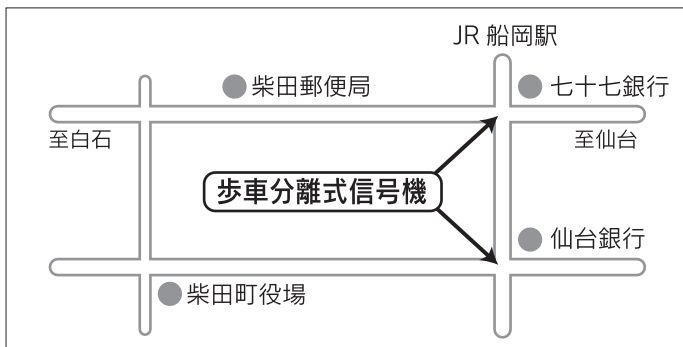 JR 船岡駅
柴田郵便局
七十七銀行
至白石
至仙台
歩車分離式信号機
仙台銀行
柴田町役場